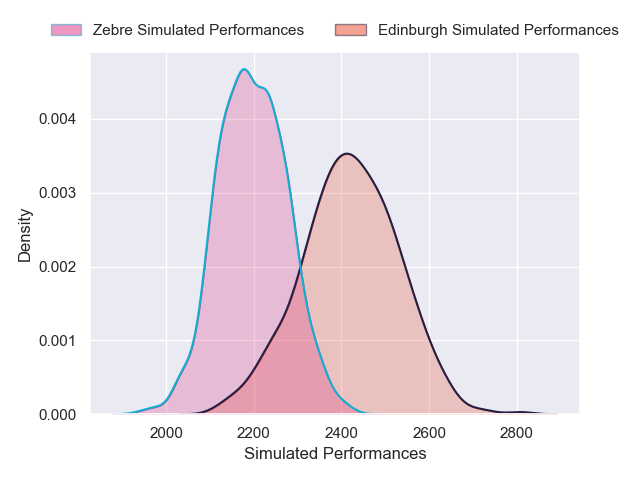 Zebre Simulated Performances
Edinburgh Simulated Performances
0.004
0.003
0.002
0.001
0.000
Density
2000 2200 2400 2600 2800
Simulated Performances